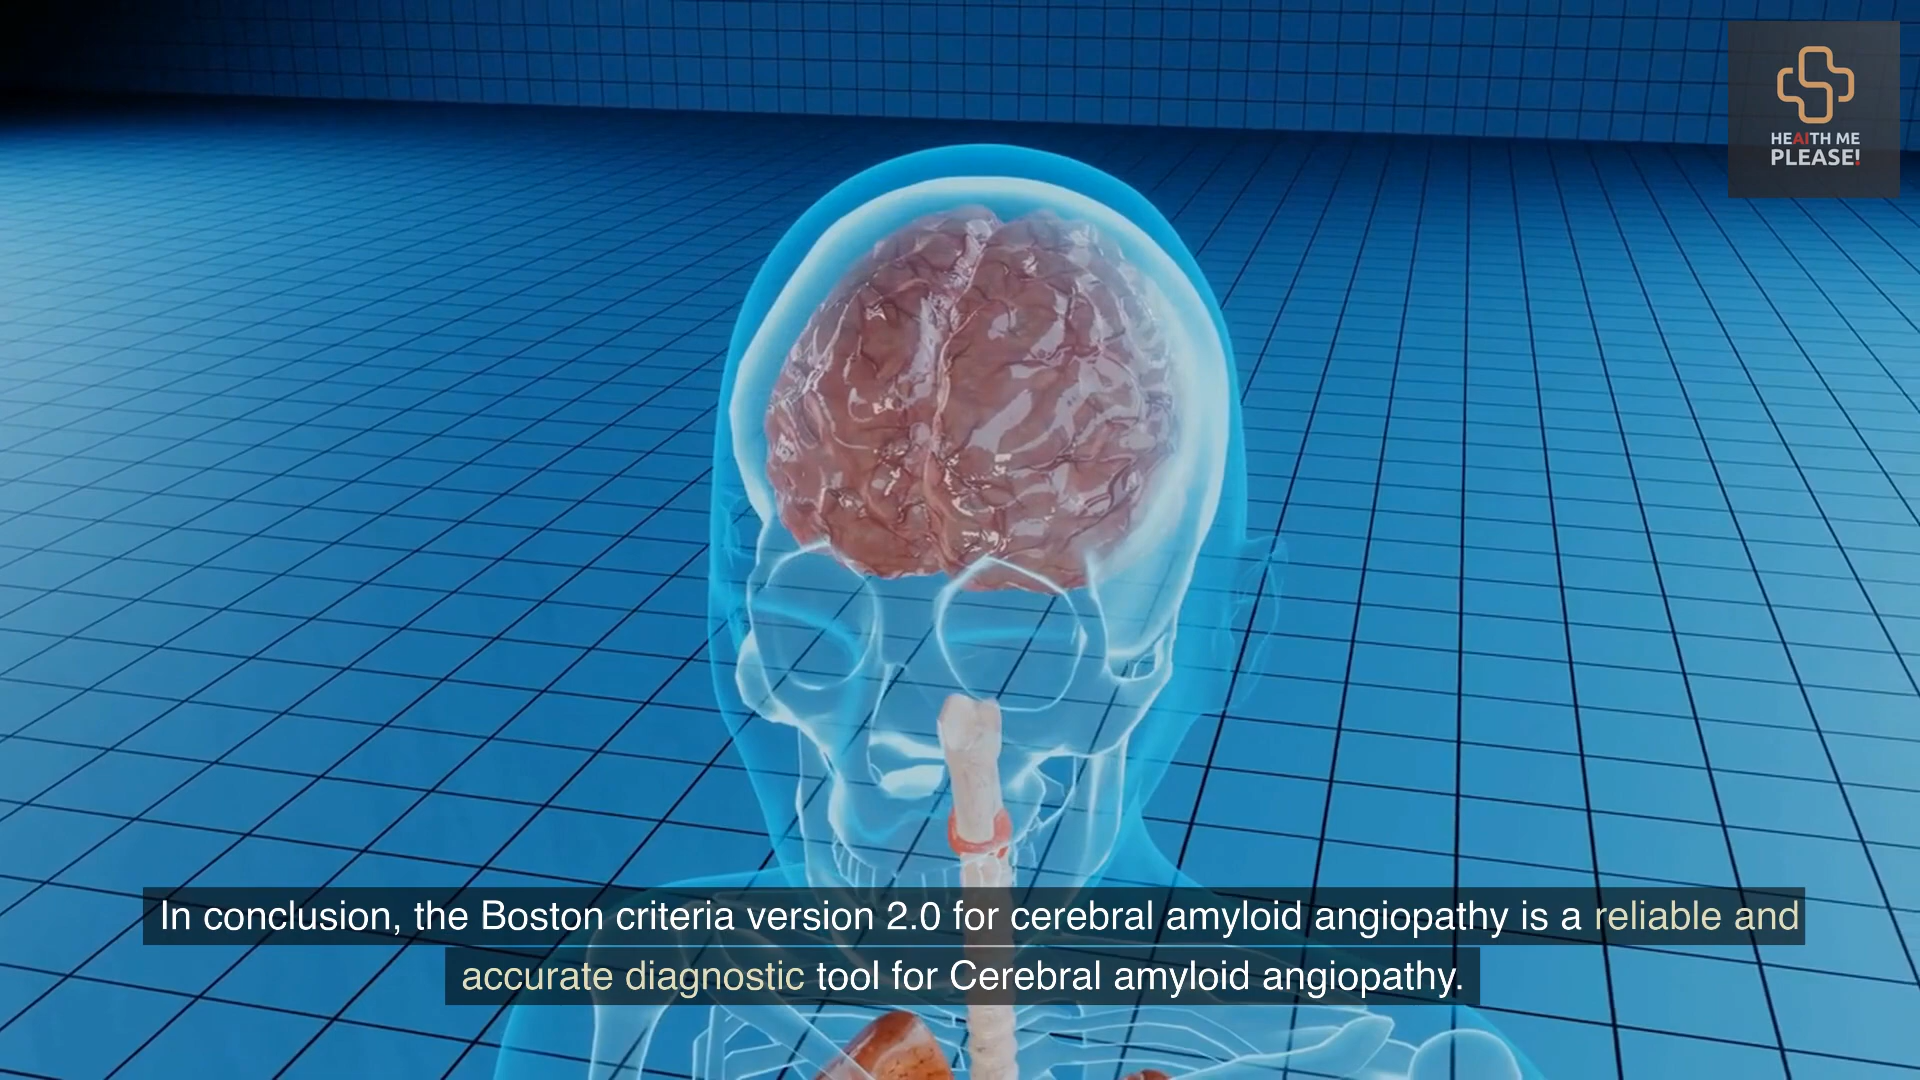 HEAITH ME
PLEASE!
In conclusion, the Boston criteria version 2.0 for cerebral amyloid angiopathy is a reliable and
accurate diagnostic tool for Cerebral amyloid angiopathy.